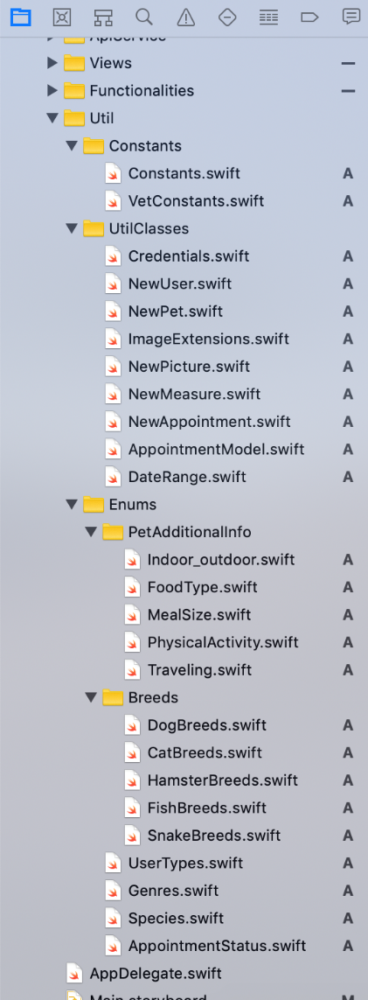 ApiService
Views
Functionalities
Util
Constants
Constants.swift A
VetConstants.swift A
UtilClasses
Credentials.swift A
NewUser.swift A
NewPet.swift A
ImageExtensions.swift A
NewPicture.swift A
NewMeasure.swift A
NewAppointment.swift A
AppointmentModel.swift A
DateRange.swift A
Enums
PetAdditionalInfo
Indoor_outdoor.swift A
FoodType.swift A
MealSize.swift A
PhysicalActivity.swift A
Traveling.swift A
Breeds
DogBreeds.swift A
CatBreeds.swift A
HamsterBreeds.swift A
FishBreeds.swift A
SnakeBreeds.swift A
UserTypes.swift A
Genres.swift A
Species.swift A
AppointmentStatus.swift A
AppDelegate.swift
Main.storyboard M